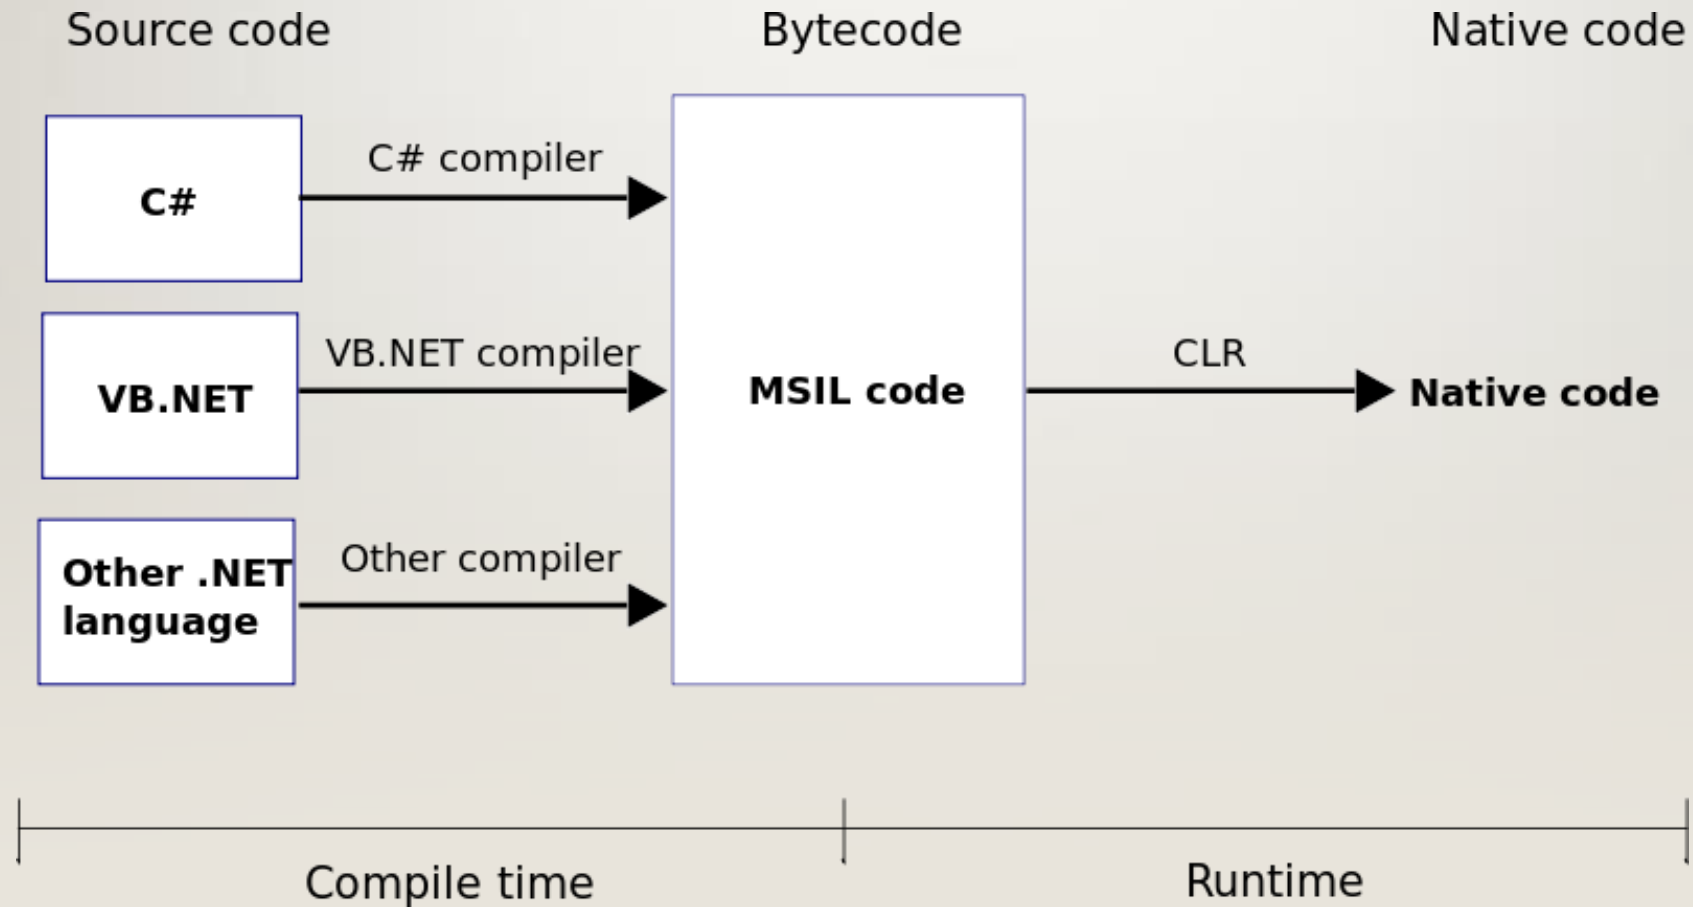 Source code
Bytecode
Native code
C#
C# compiler
VB.NET
VB.NET compiler
MSIL code
CLR
Native code
Other .NET
language
Other compiler
Compile time
Runtime